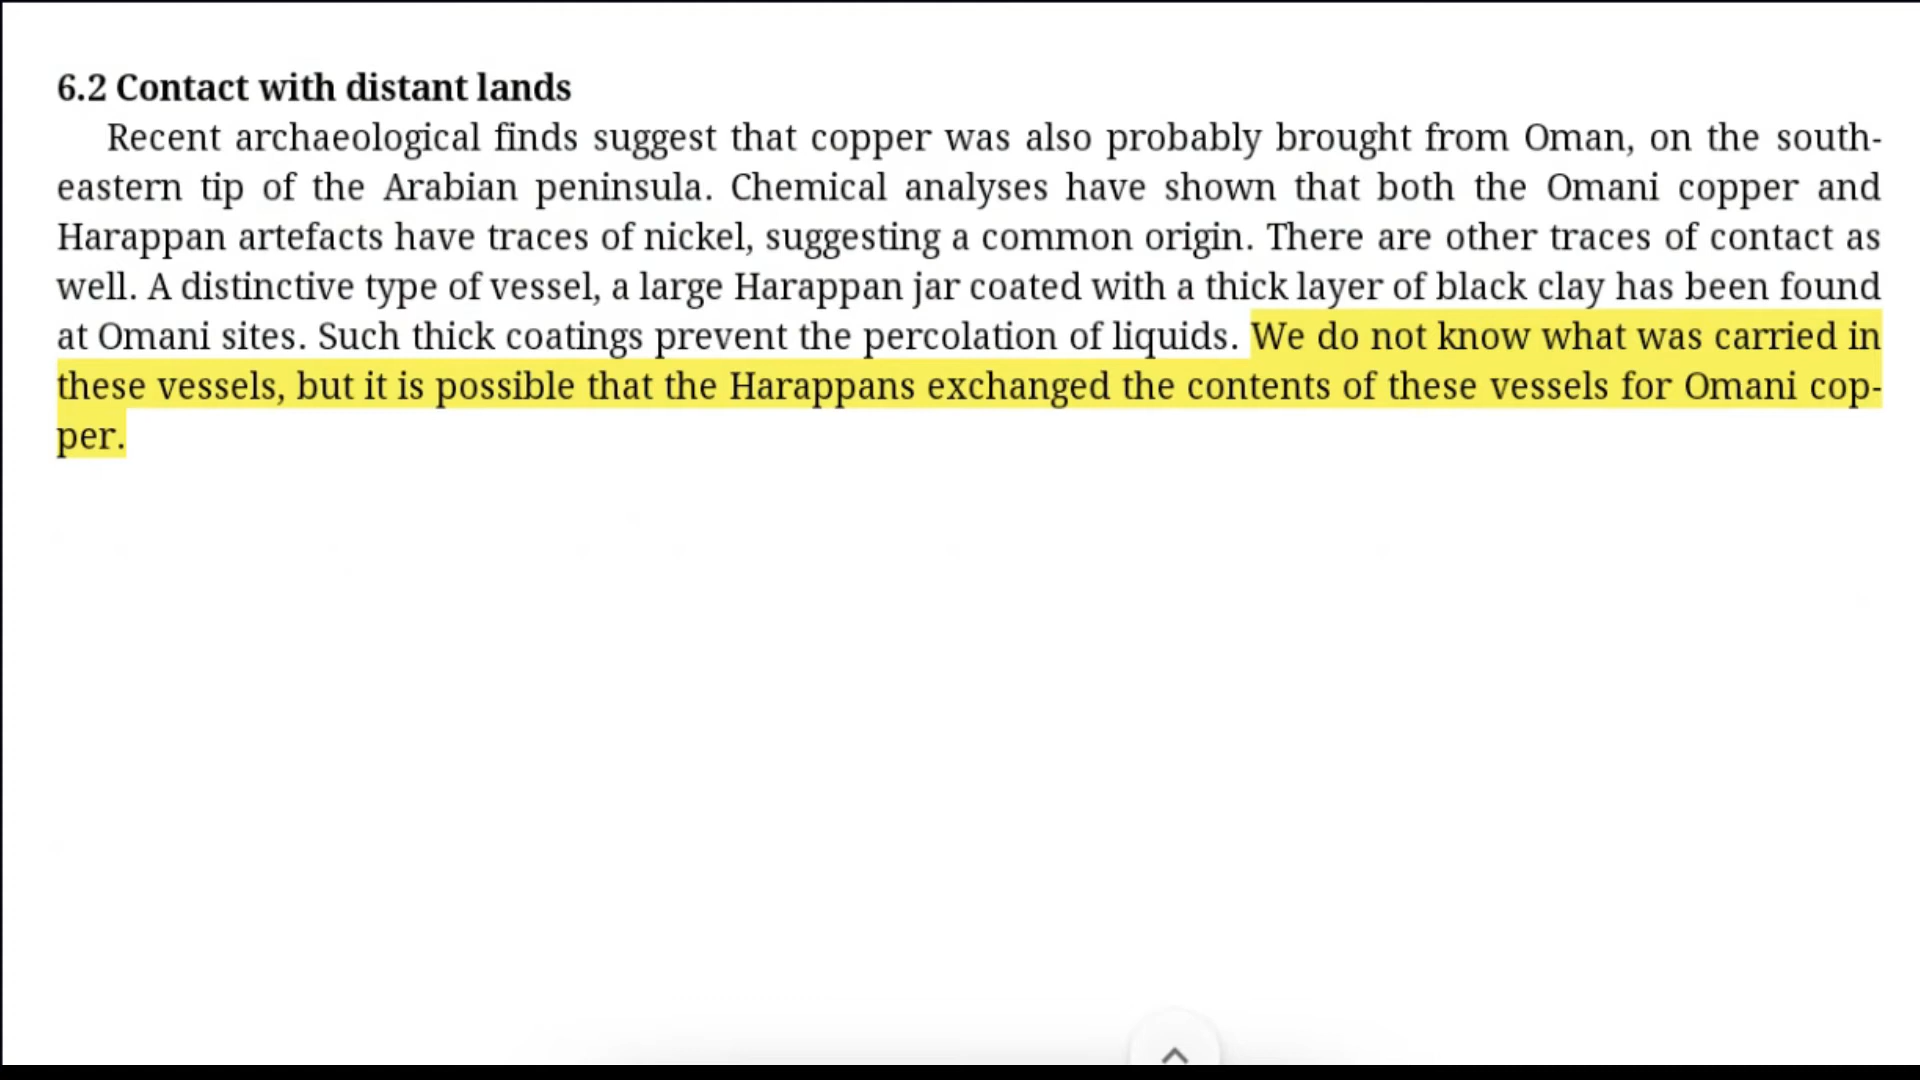 6.2 Contact with distant lands
Recent archaeological finds suggest that copper was also probably brought from Oman, on the south-
eastern tip of the Arabian peninsula. Chemical analyses have shown that both the Omani copper and
Harappan artefacts have traces of nickel, suggesting a common origin. There are other traces of contact as
well. A distinctive type of vessel, a large Harappan jar coated with a thick layer of black clay has been found
at Omani sites. Such thick coatings prevent the percolation of liquids. We do not know what was carried in
these vessels, but it is possible that the Harappans exchanged the contents of these vessels for Omani cop-
per.